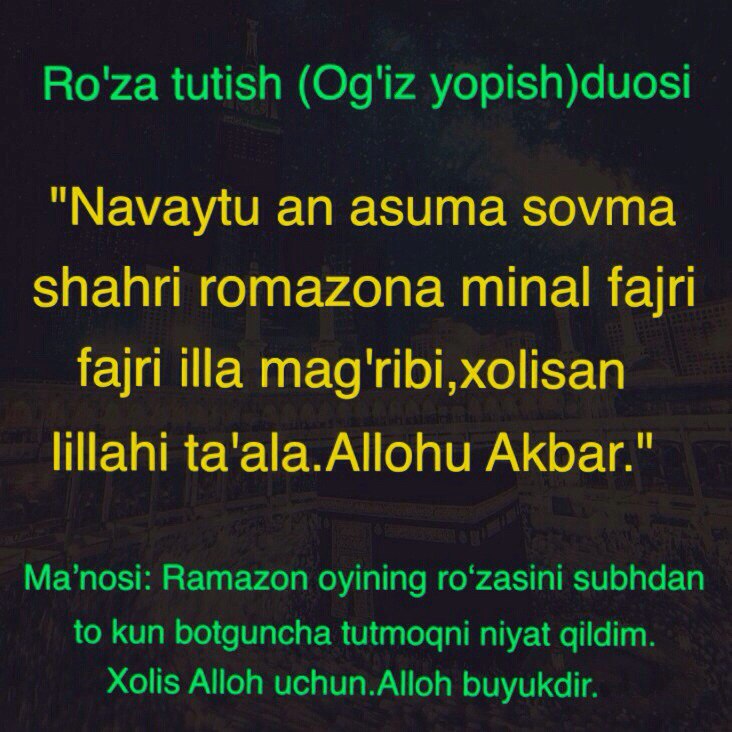 Ro'za tutish (Og'iz yopish)duosi
"Navaytu an asuma sovma
shahri romazona minal fajri
fajri illa mag'ribi,xolisan
lillahi ta'ala.Allohu Akbar."
Ma’nosi: Ramazon oyining ro‘zasini subhdan
to kun botguncha tutmoqni niyat qildim.
Xolis Alloh uchun.Alloh buyukdir.